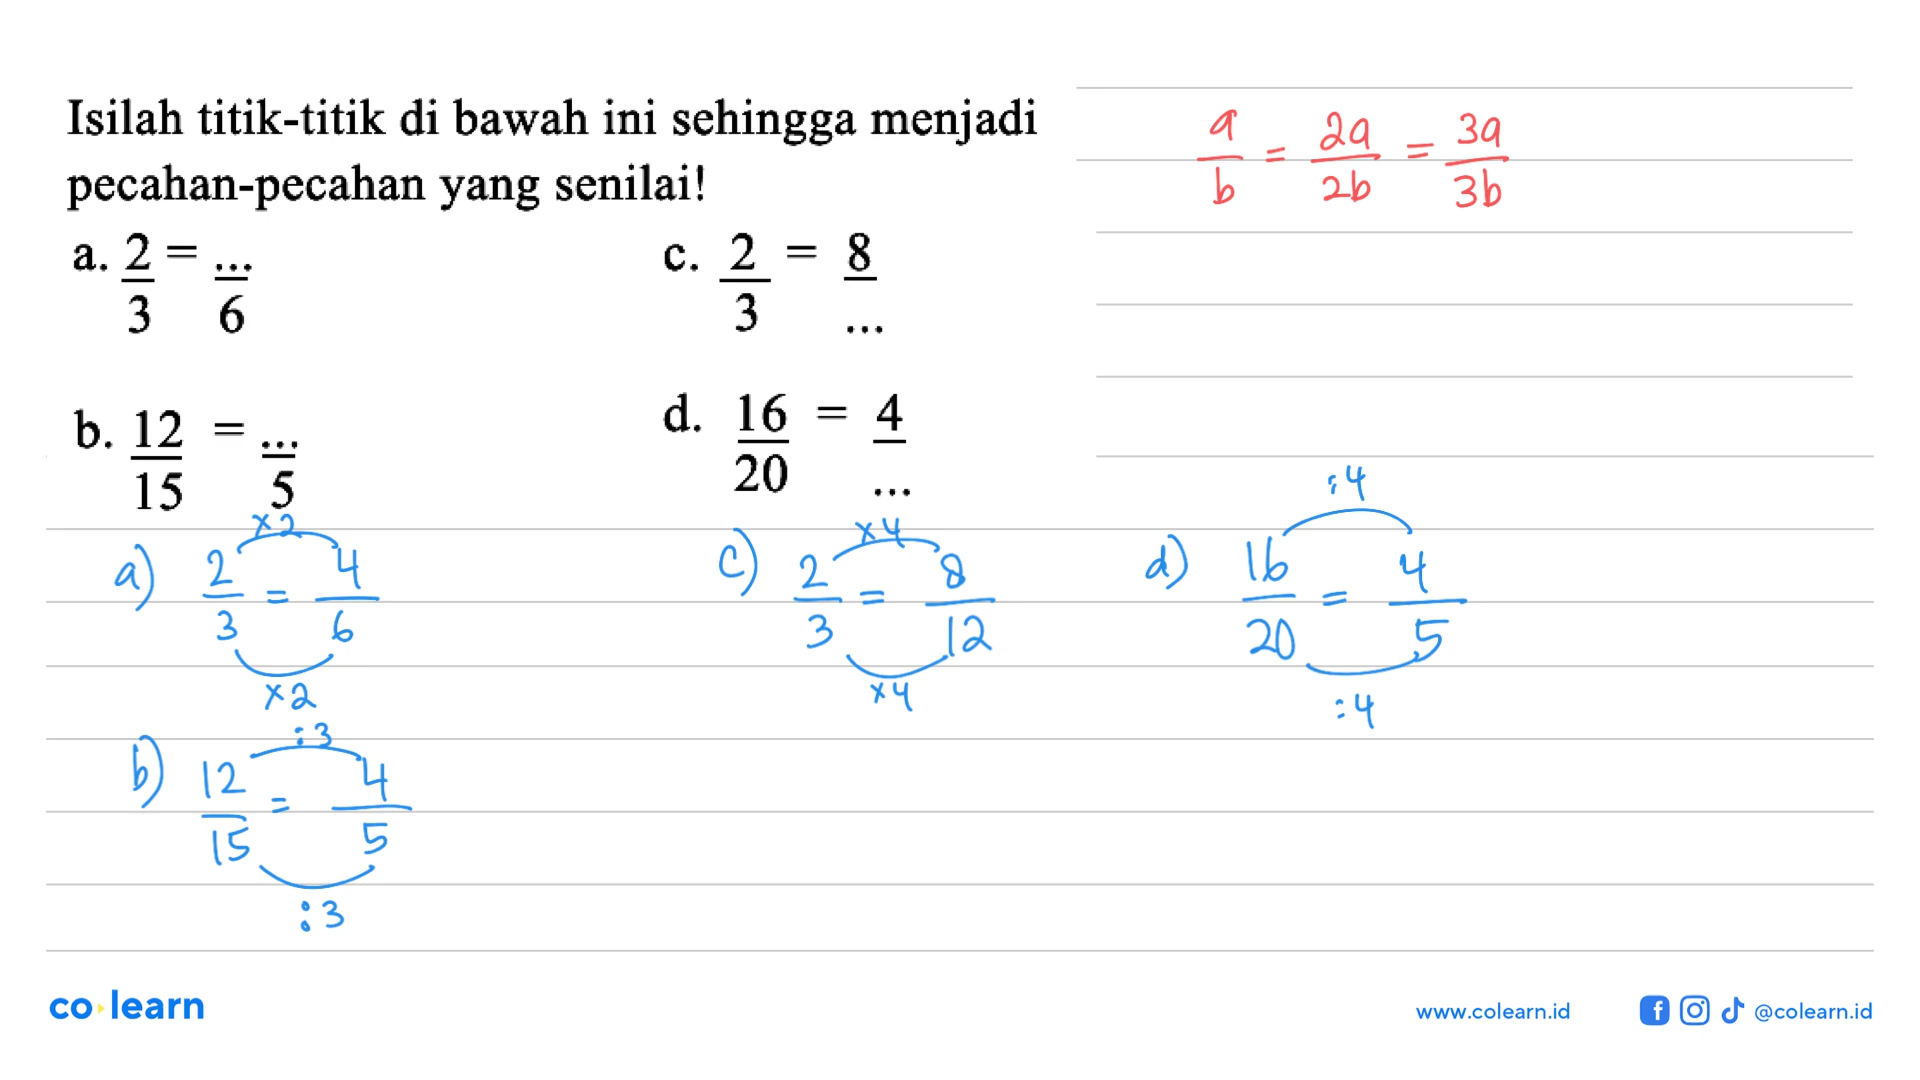 Isilah titik-titik di bawah ini sehingga menjadi
pecahan-pecahan yang senilai!
a/b = 2a/2b = 3a/3b
a. 2/3 = .../6
c. 2/3 = 8/...
b. 12/15 = .../5
d. 16/20 = 4/...
×2
a) 2/3 = 4/6
×2
×4
c) 2/3 = 8/12
×4
:4
d) 16/20 = 4/5
:4
:3
b) 12/15 = 4/5
:3
co learn
www.colearn.id
@colearn.id